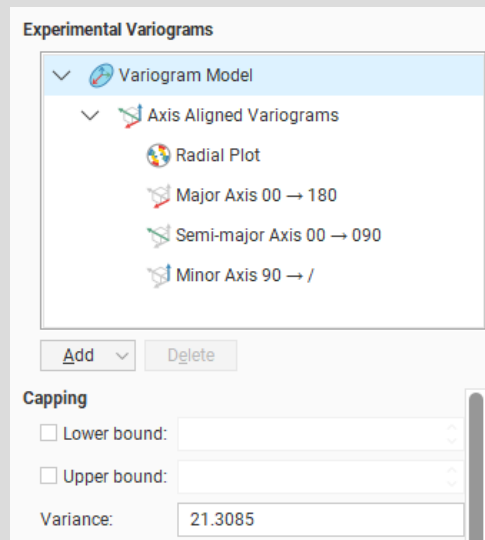 Experimental Variograms
Variogram Model
Axis Aligned Variograms
Radial Plot
Major Axis 00 → 180
Semi-major Axis 00 → 090
Minor Axis 90 → /
Add
Delete
Capping
Lower bound:
Upper bound:
Variance: 21.3085